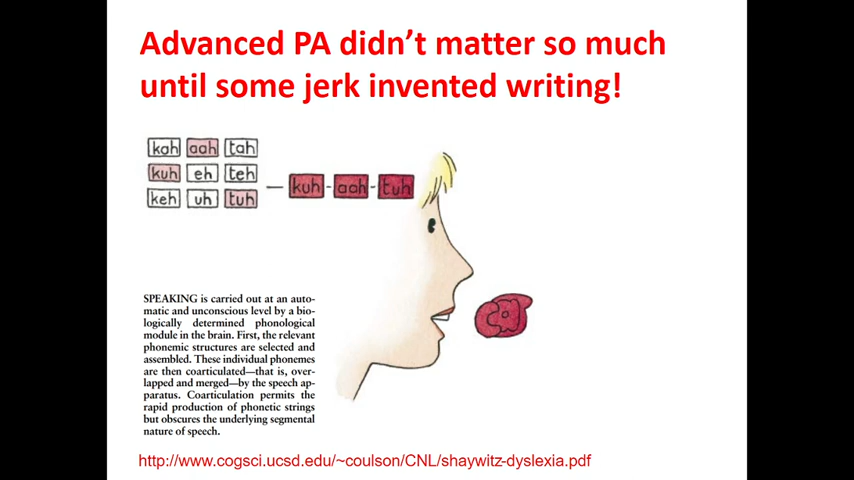 Advanced PA didn't matter so much
until some jerk invented writing!
kah aah tah
kuh eh teh
keh uh tuh
kuh - aah - tuh
cat
SPEAKING is carried out at an auto-
matic and unconscious level by a bio-
logically determined phonological
module in the brain. First, the relevant
phonemic structures are selected and
assembled. These individual phonemes
are then coarticulated—that is, over-
lapped and merged—by the speech ap-
paratus. Coarticulation permits the
rapid production of phonetic strings
but obscures the underlying segmental
nature of speech.
http://www.cogsci.ucsd.edu/~coulson/CNL/shaywitz-dyslexia.pdf